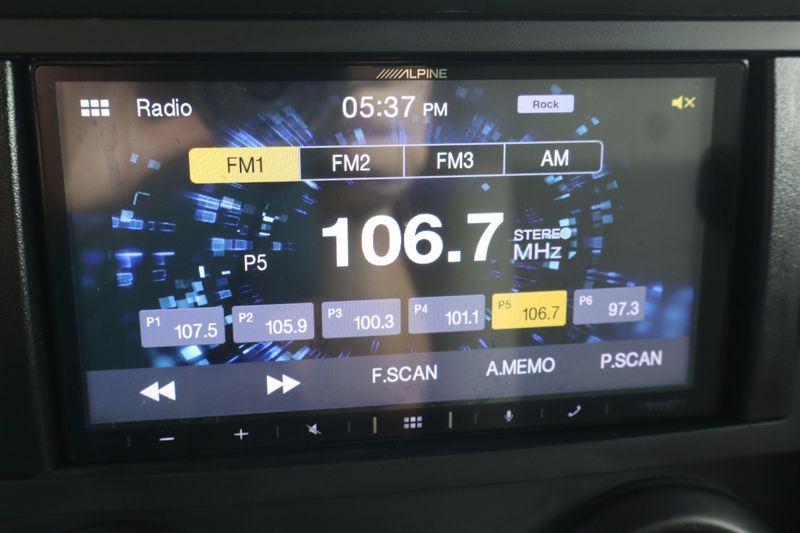 ALPINE
Radio 05:37 PM Rock
FM1 FM2 FM3 AM
P5 106.7 STEREO MHz
P1 107.5 P2 105.9 P3 100.3 P4 101.1 P5 106.7 P6 97.3
F.SCAN A.MEMO P.SCAN